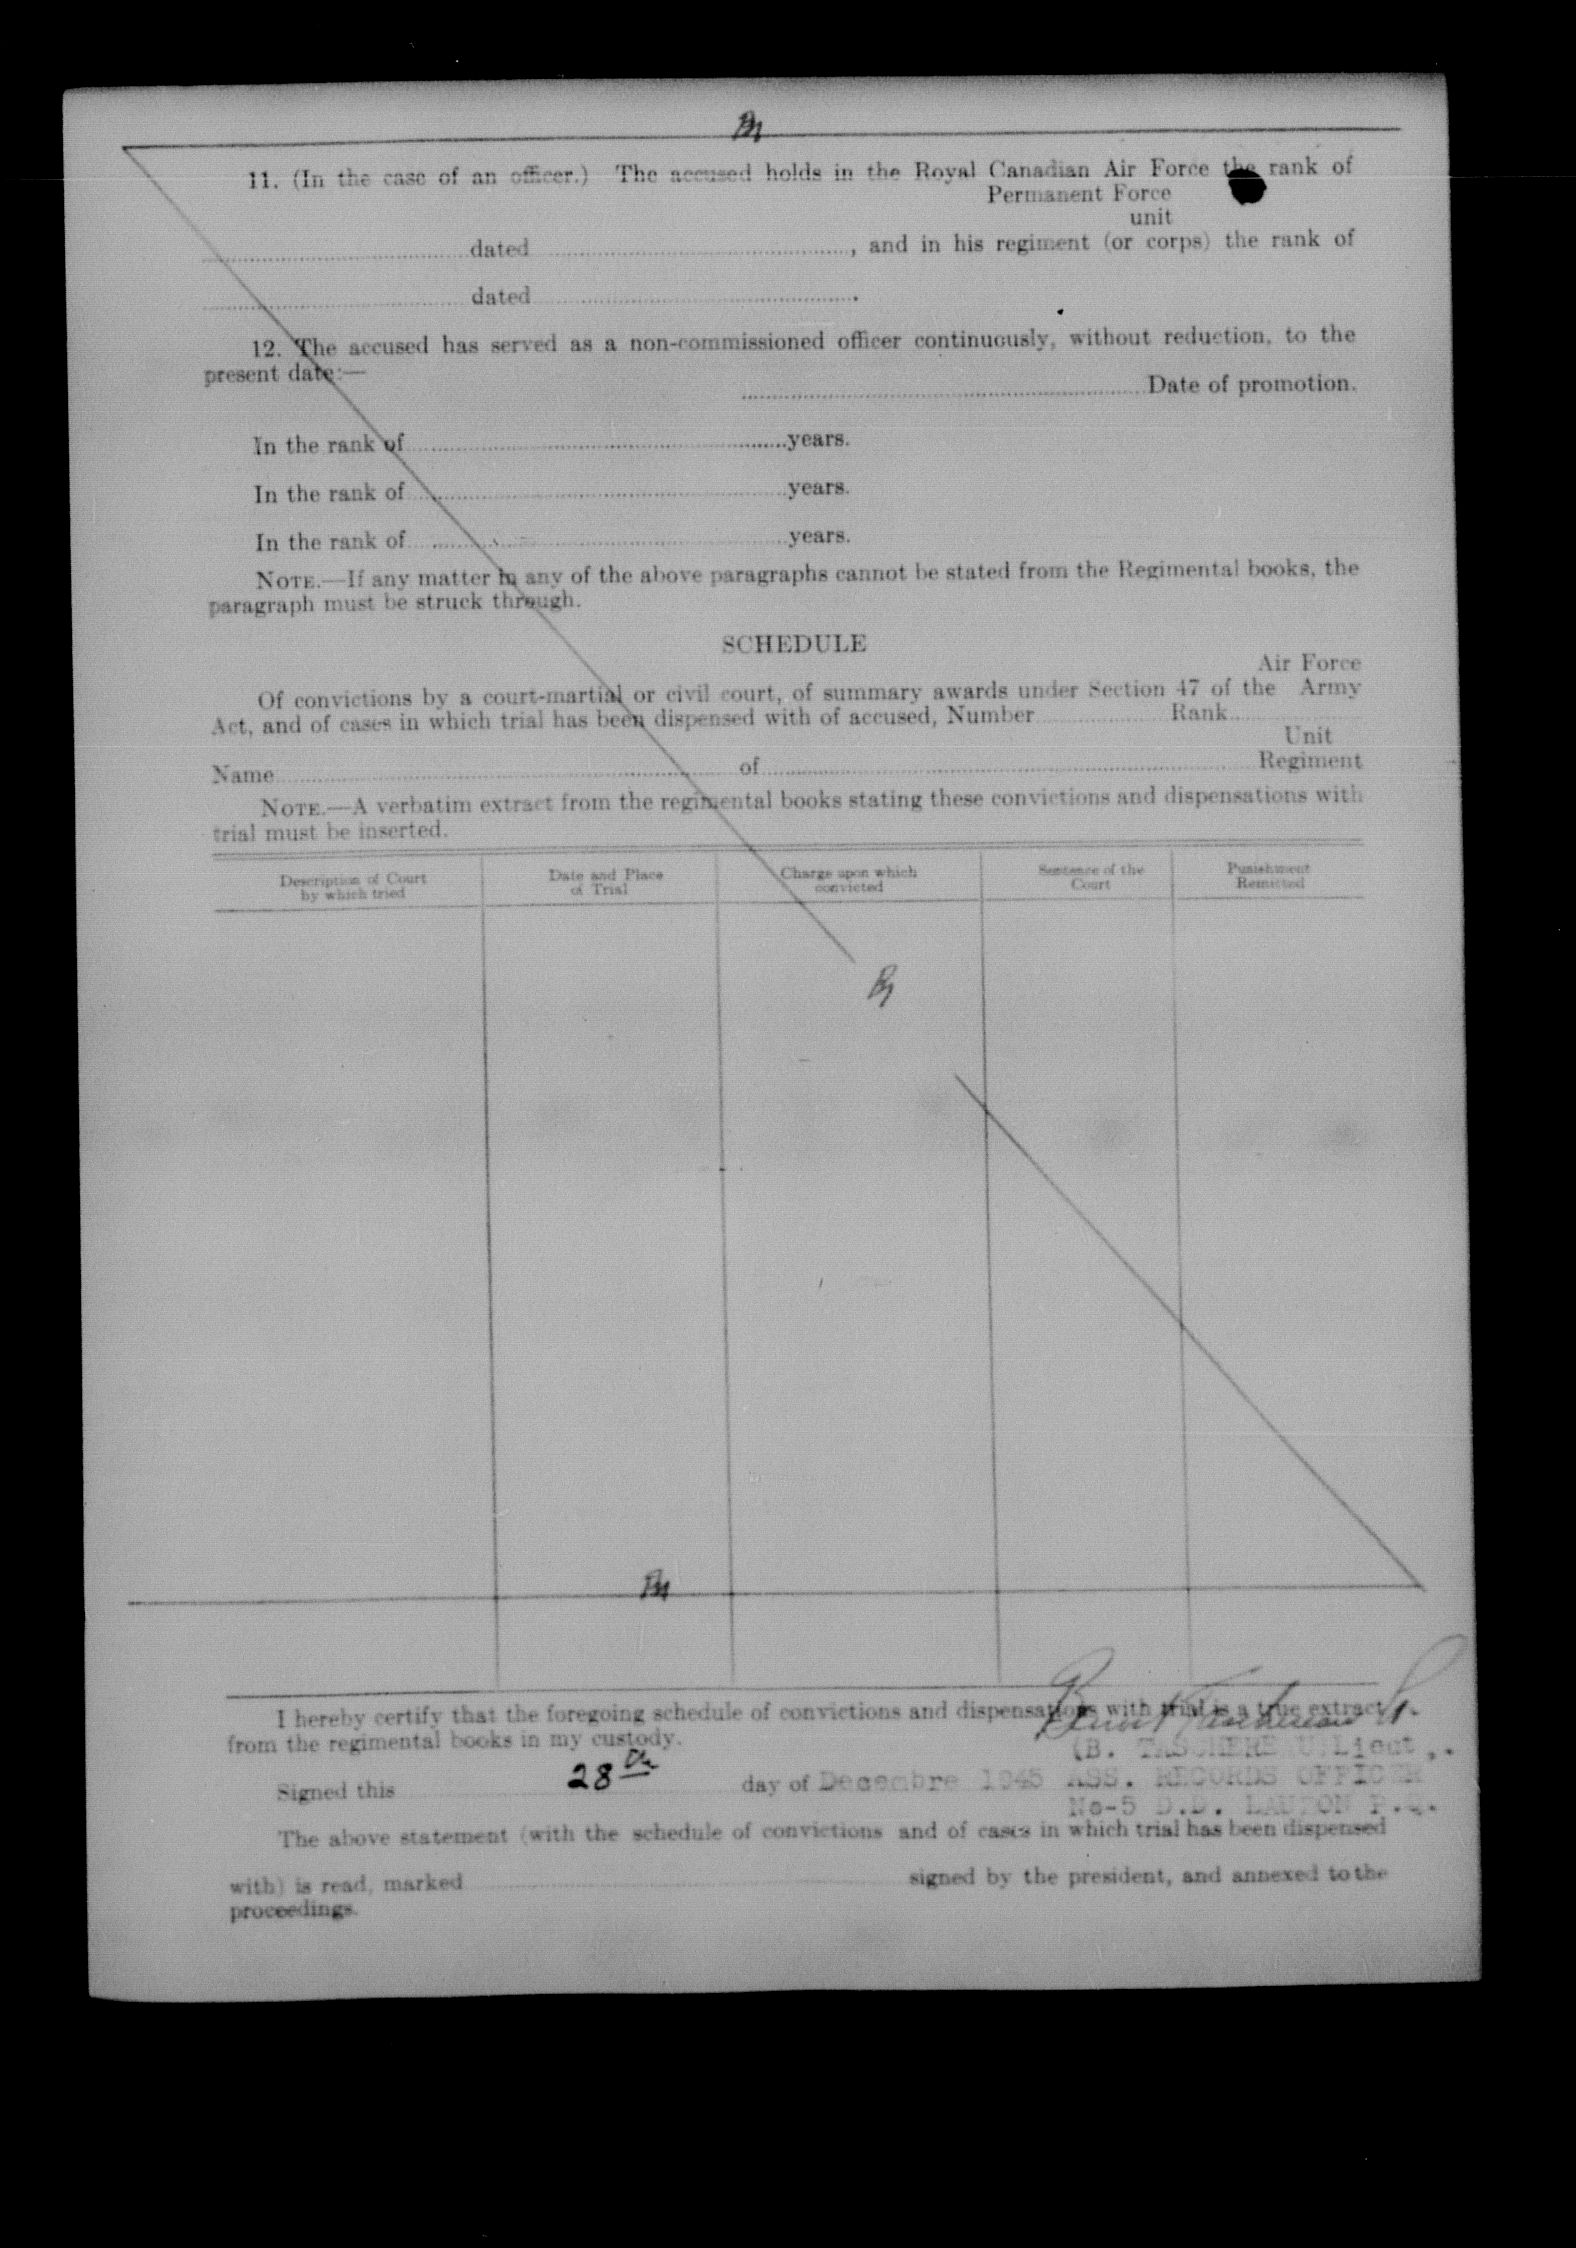 11. (In the case of an officer.) The accused holds in the Royal Canadian Air Force the rank of
Permanent Force
unit
dated, and in his regiment (or corps) the rank of
dated.
12. The accused has served as a non-commissioned officer continuously, without reduction, to the
present date:—
Date of promotion.
In the rank of years.
In the rank of years.
In the rank of years.
NOTE.—If any matter in any of the above paragraphs cannot be stated from the Regimental books, the
paragraph must be struck through.
SCHEDULE
Air Force
Of convictions by a court-martial or civil court, of summary awards under Section 47 of the Army
Act, and of cases in which trial has been dispensed with of accused, Number Rank
Unit
Name of Regiment
NOTE.—A verbatim extract from the regimental books stating these convictions and dispensations with
trial must be inserted.
Description of Court
by which tried
Date and Place
of Trial
Charge upon which
convicted
Sentence of the
Court
Punishment
Remitted
I hereby certify that the foregoing schedule of convictions and dispensations with trial is a true extract
from the regimental books in my custody.
(B. TASCHEREAU Lieut.
Signed this 28th day of Decembre 1945 ASS. RECORDS OFFICER
No-5 D.D. LAUZON P.Q.
The above statement (with the schedule of convictions and of cases in which trial has been dispensed
with) is read, marked signed by the president, and annexed to the
proceedings.